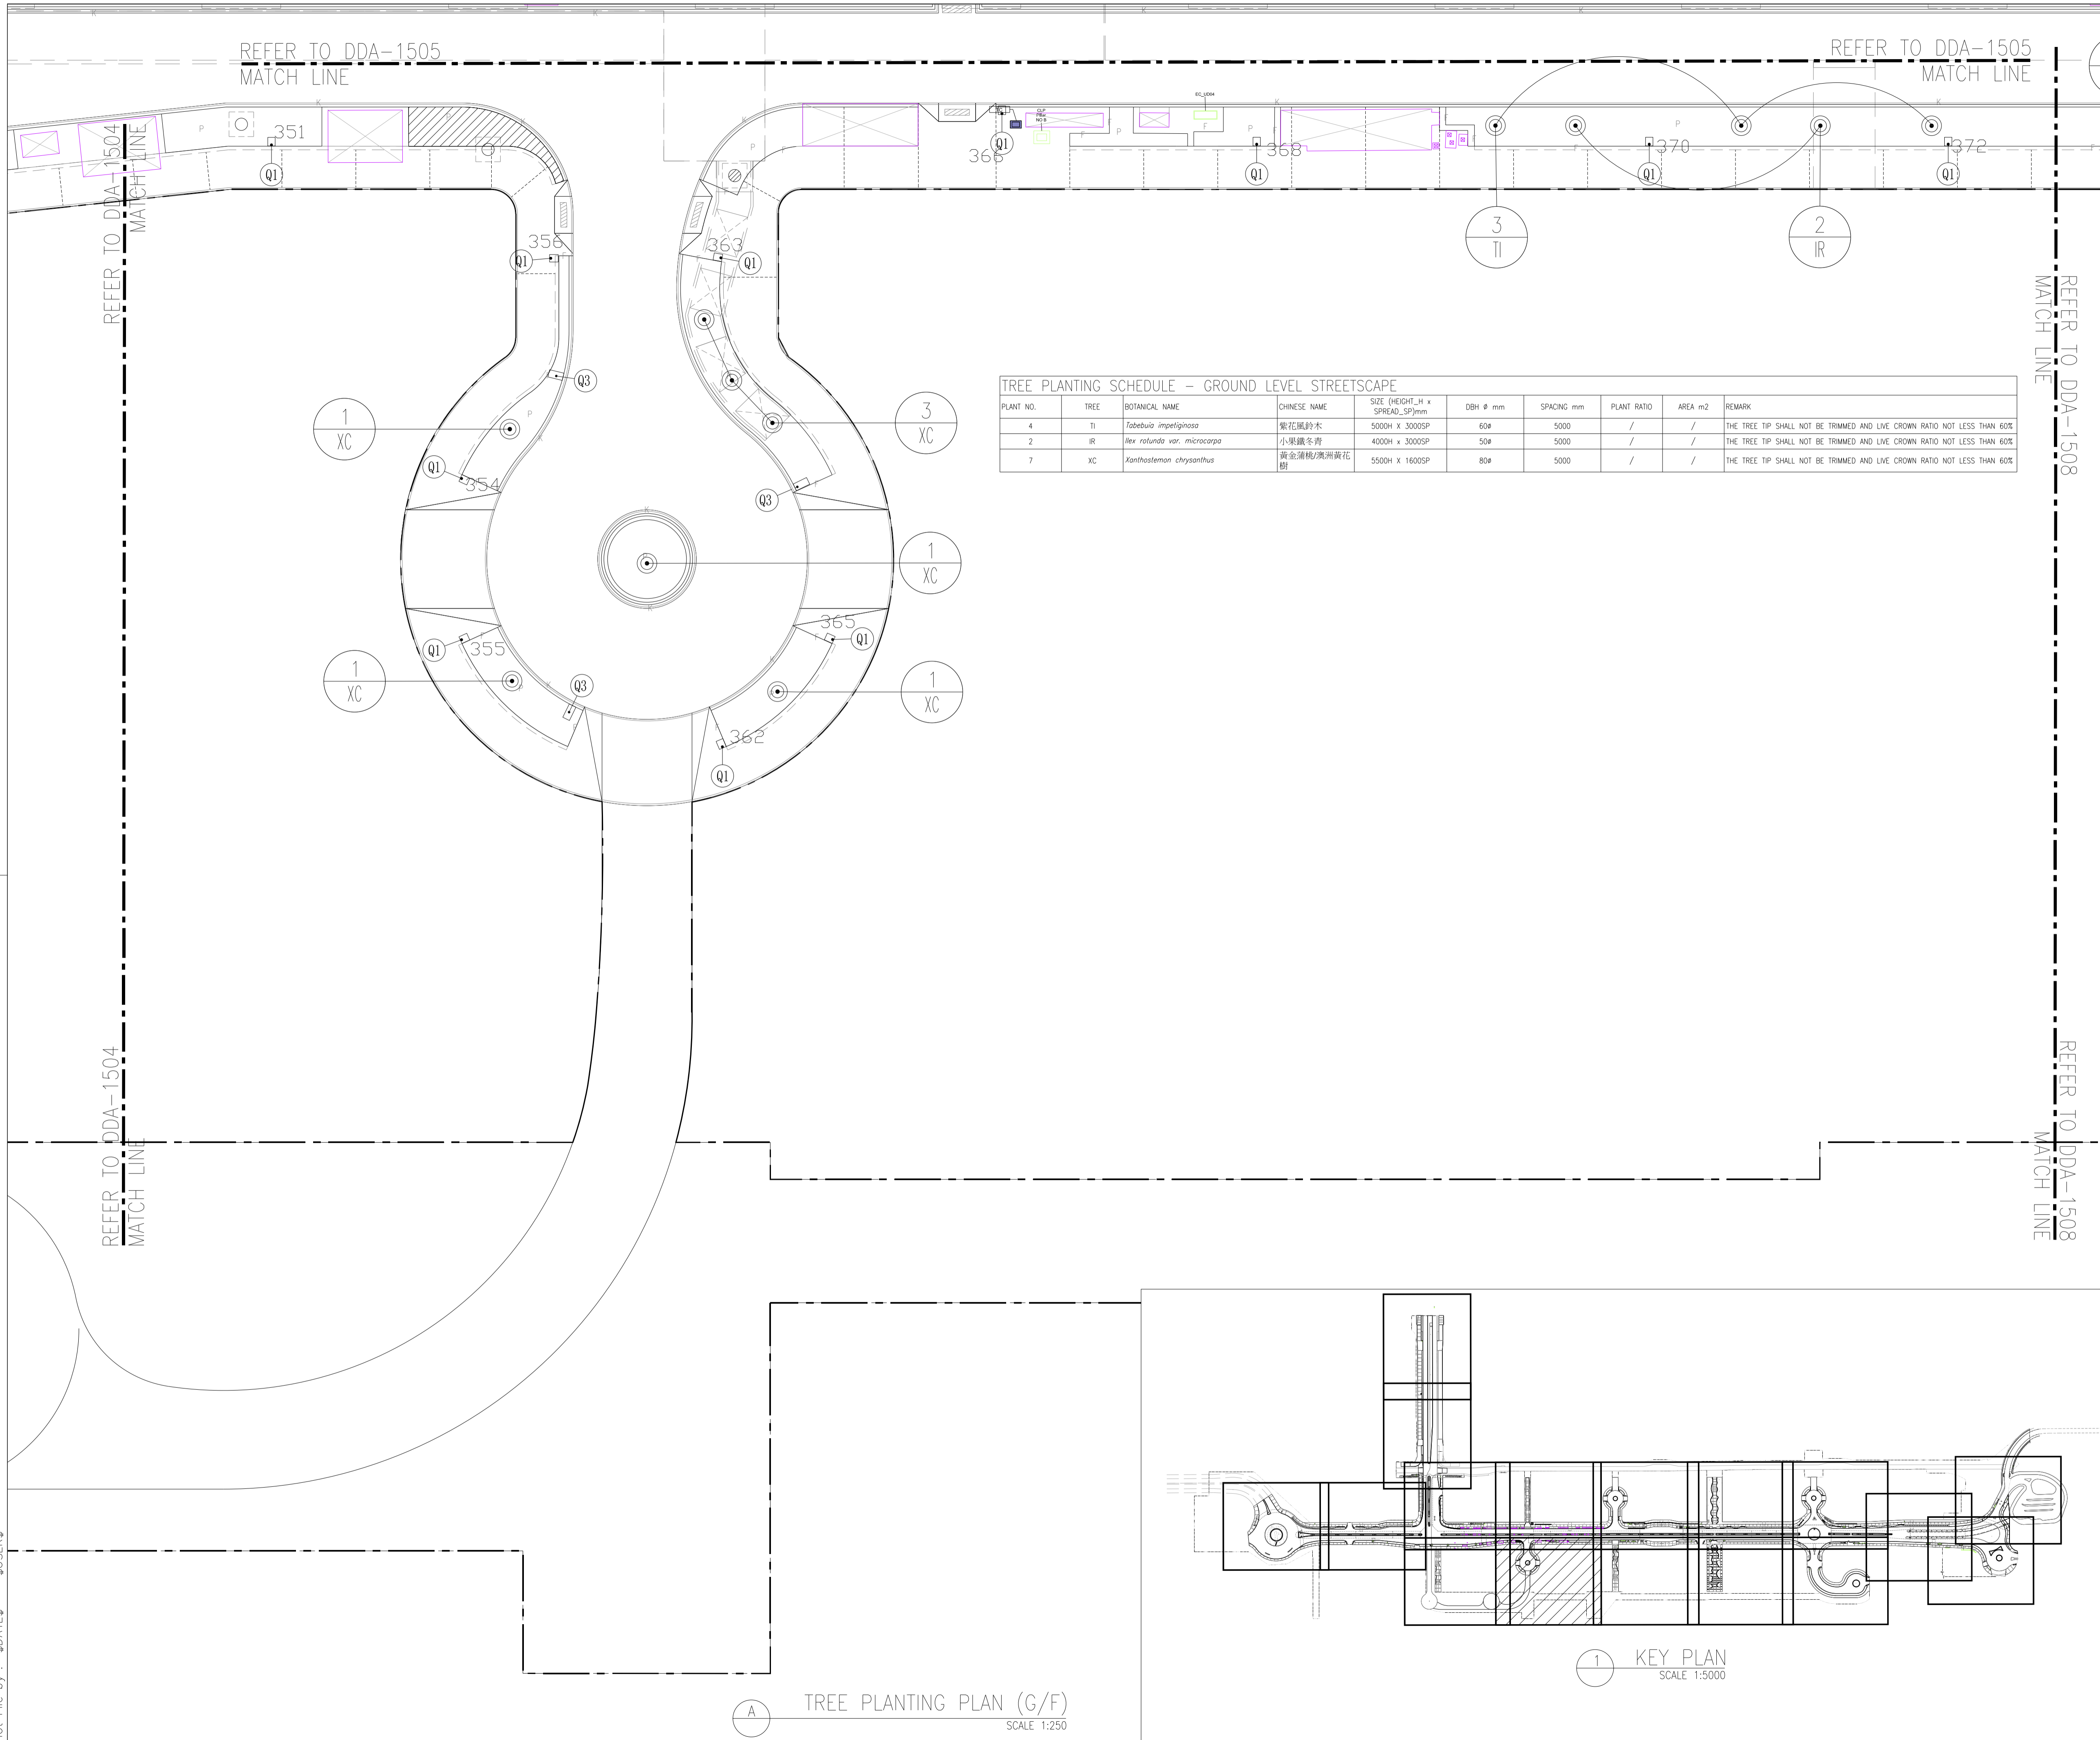 REFER TO DDA-1505
MATCH LINE
REFER TO DDA-1505
MATCH LINE
REFER TO DDA-1504
MATCH LINE
REFER TO DDA-1508
MATCH LINE
K
K
K
K
K
K
K
K
K
P
P
P
P
P
P
F
F
F
F
F
EC_UD04
CLP
Pillar
NO B
351
Q1
366
Q1
368
Q1
370
Q1
372
Q1
3
TI
2
IR
356
Q1
363
Q1
Q3
1
XC
3
XC
354
Q1
Q3
1
XC
355
Q1
365
Q1
1
XC
Q3
1
XC
362
Q1
TREE PLANTING SCHEDULE - GROUND LEVEL STREETSCAPE
PLANT NO. TREE BOTANICAL NAME CHINESE NAME SIZE (HEIGHT_H x SPREAD_SP)mm DBH Ø mm SPACING mm PLANT RATIO AREA m2 REMARK
4 TI Tabebuia impetiginosa 紫花風鈴木 5000H X 3000SP 60ø 5000 / / THE TREE TIP SHALL NOT BE TRIMMED AND LIVE CROWN RATIO NOT LESS THAN 60%
2 IR Ilex rotunda var. microcarpa 小果鐵冬青 4000H x 3000SP 50ø 5000 / / THE TREE TIP SHALL NOT BE TRIMMED AND LIVE CROWN RATIO NOT LESS THAN 60%
7 XC Xanthostemon chrysanthus 黃金蒲桃/澳洲黃花樹 5500H X 1600SP 80ø 5000 / / THE TREE TIP SHALL NOT BE TRIMMED AND LIVE CROWN RATIO NOT LESS THAN 60%
REFER TO DDA-1504
MATCH LINE
REFER TO DDA-1508
MATCH LINE
A
TREE PLANTING PLAN (G/F)
SCALE 1:250
1
KEY PLAN
SCALE 1:5000